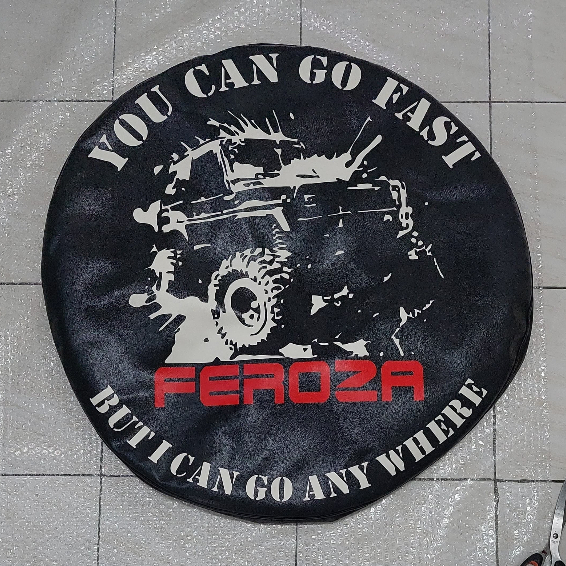 YOU CAN GO FAST
FEROZA
BUT I CAN GO ANY WHERE